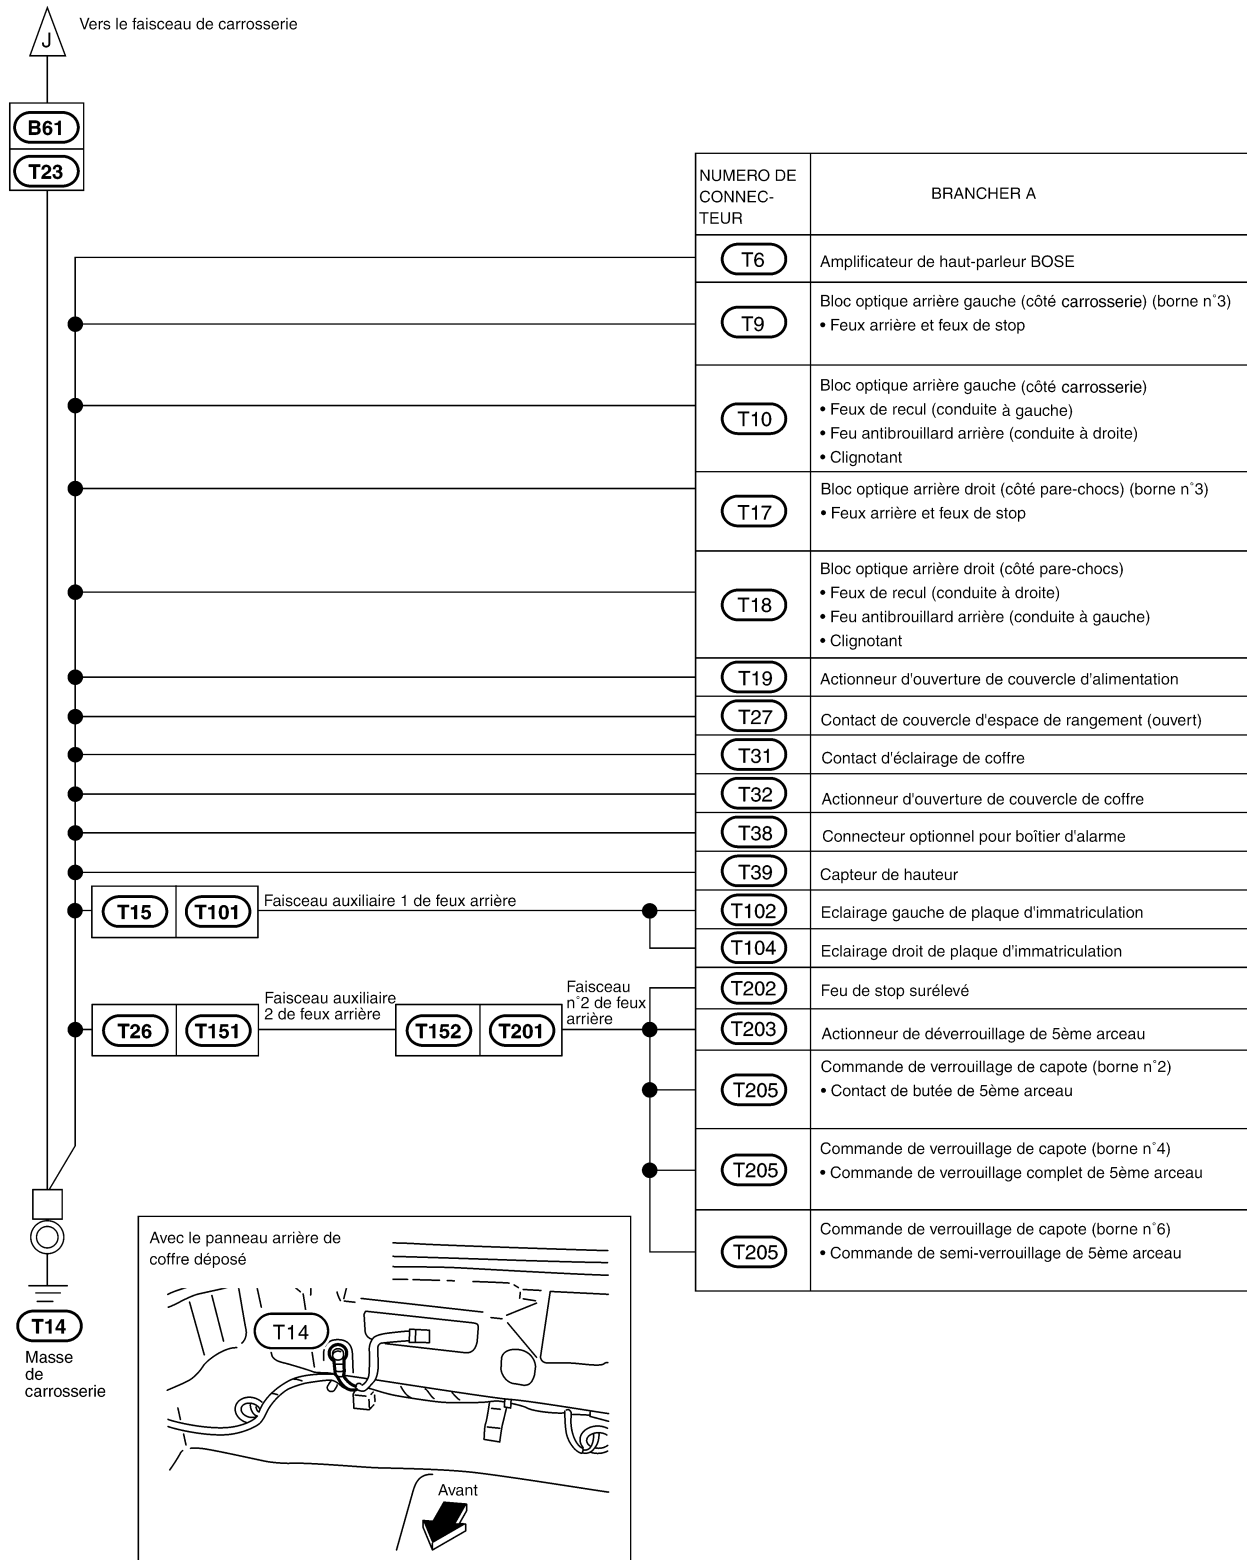 J
Vers le faisceau de carrosserie
B61
T23
NUMERO DE
CONNEC-
TEUR
BRANCHER A
T6
Amplificateur de haut-parleur BOSE
T9
Bloc optique arrière gauche (côté carrosserie) (borne n°3)
• Feux arrière et feux de stop
T10
Bloc optique arrière gauche (côté carrosserie)
• Feux de recul (conduite à gauche)
• Feu antibrouillard arrière (conduite à droite)
• Clignotant
T17
Bloc optique arrière droit (côté pare-chocs) (borne n°3)
• Feux arrière et feux de stop
T18
Bloc optique arrière droit (côté pare-chocs)
• Feux de recul (conduite à droite)
• Feu antibrouillard arrière (conduite à gauche)
• Clignotant
T19
Actionneur d'ouverture de couvercle d'alimentation
T27
Contact de couvercle d'espace de rangement (ouvert)
T31
Contact d'éclairage de coffre
T32
Actionneur d'ouverture de couvercle de coffre
T38
Connecteur optionnel pour boîtier d'alarme
T39
Capteur de hauteur
T15
T101
Faisceau auxiliaire 1 de feux arrière
T102
Eclairage gauche de plaque d'immatriculation
T104
Eclairage droit de plaque d'immatriculation
T26
T151
Faisceau auxiliaire
2 de feux arrière
T152
T201
Faisceau
n°2 de feux
arrière
T202
Feu de stop surélevé
T203
Actionneur de déverrouillage de 5ème arceau
T205
Commande de verrouillage de capote (borne n°2)
• Contact de butée de 5ème arceau
T205
Commande de verrouillage de capote (borne n°4)
• Commande de verrouillage complet de 5ème arceau
T205
Commande de verrouillage de capote (borne n°6)
• Commande de semi-verrouillage de 5ème arceau
T14
Masse
de
carrosserie
Avec le panneau arrière de
coffre déposé
T14
Avant